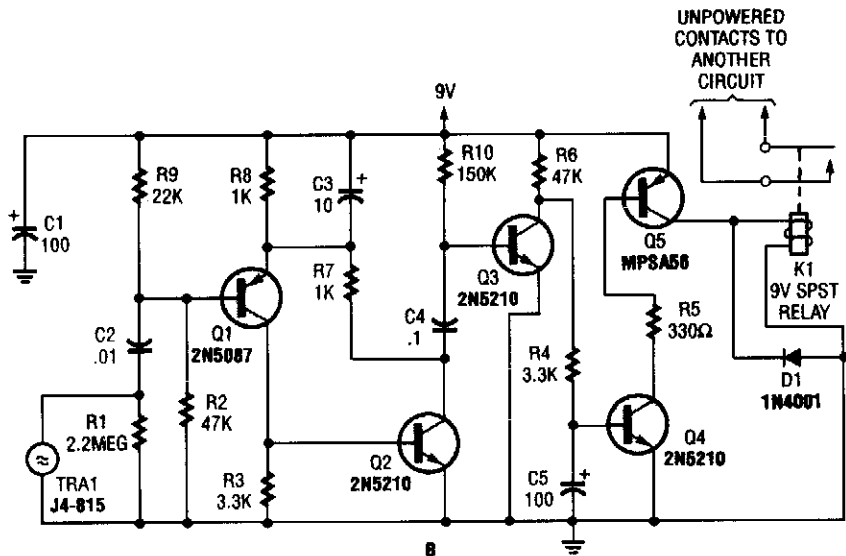 UNPOWERED
CONTACTS TO
ANOTHER
CIRCUIT
9V
R9
22K
R8
1K
C3
10
+
R10
150K
R6
47K
+
C1
100
Q5
MPSA56
Q3
2N5210
K1
9V SPST
RELAY
R7
1K
C4
.1
Q1
2N5087
C2
.01
R5
330Ω
R4
3.3K
D1
1N4001
R1
2.2MEG
R2
47K
Q4
2N5210
Q2
2N5210
TRA1
J4-815
R3
3.3K
C5
100
+
B